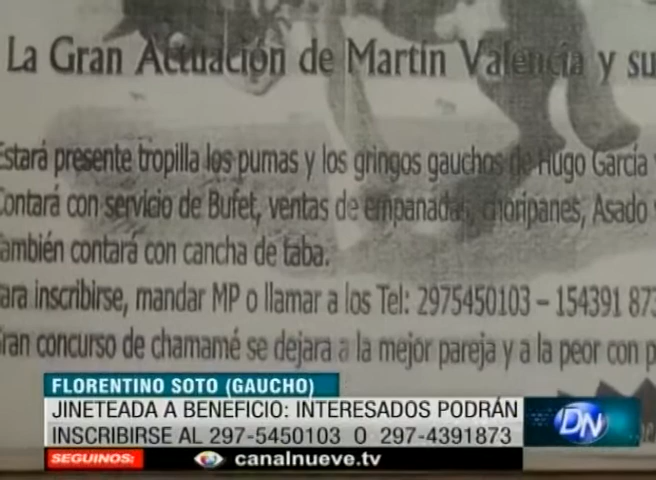 La Gran Actuación de Martín Valencia y su
Estará presente tropilla los pumas y los gringos gauchos de Hugo García
Contará con servicio de Bufet, ventas de empanadas, choripanes, Asado
También contará con cancha de taba.
ara inscribirse, mandar MP o llamar a los Tel: 2975450103 – 154391 873
Gran concurso de chamamé se dejara a la mejor pareja y a la peor con p
FLORENTINO SOTO (GAUCHO)
JINETEADA A BENEFICIO: INTERESADOS PODRÁN
INSCRIBIRSE AL 297-5450103 O 297-4391873
DN
SEGUINOS: canalnueve.tv